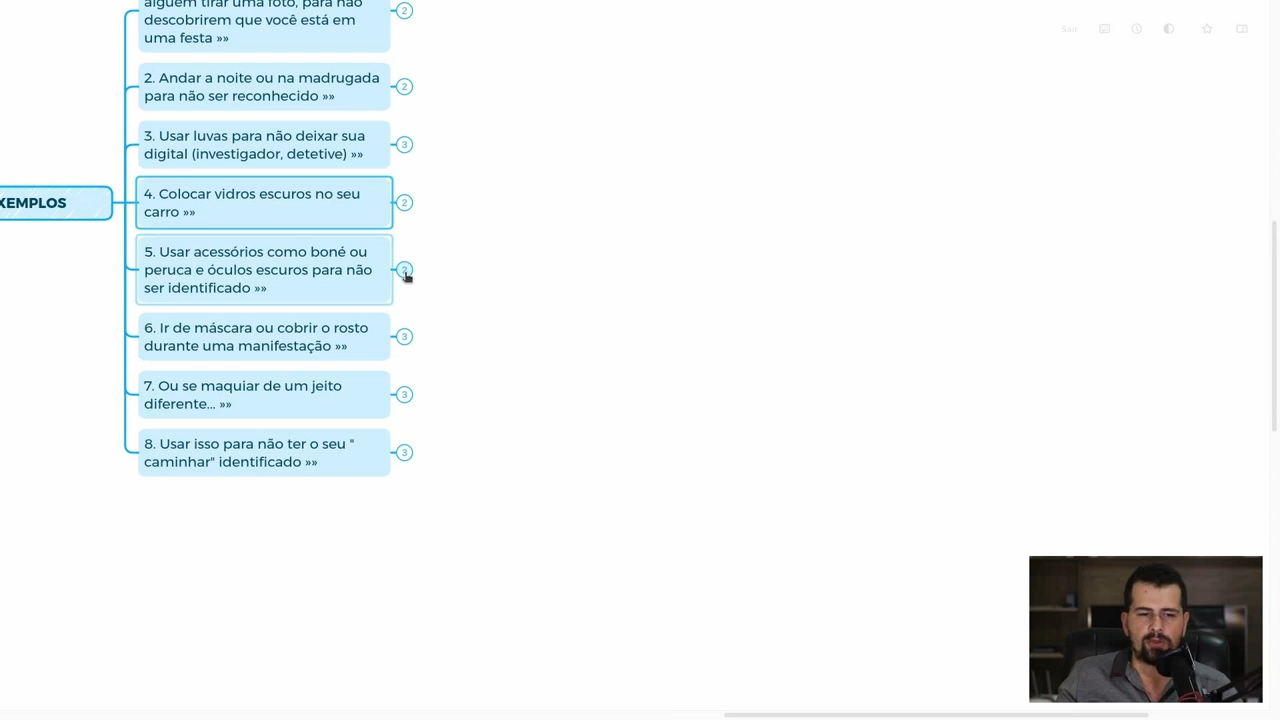 alguém tirar uma foto, para não
descobrirem que você está em
uma festa »»
2
2. Andar a noite ou na madrugada
para não ser reconhecido »»
2
3. Usar luvas para não deixar sua
digital (investigador, detetive) »»
3
XEMPLOS
4. Colocar vidros escuros no seu
carro »»
2
5. Usar acessórios como boné ou
peruca e óculos escuros para não
ser identificado »»
6. Ir de máscara ou cobrir o rosto
durante uma manifestação »»
3
7. Ou se maquiar de um jeito
diferente... »»
3
8. Usar isso para não ter o seu "
caminhar" identificado »»
3